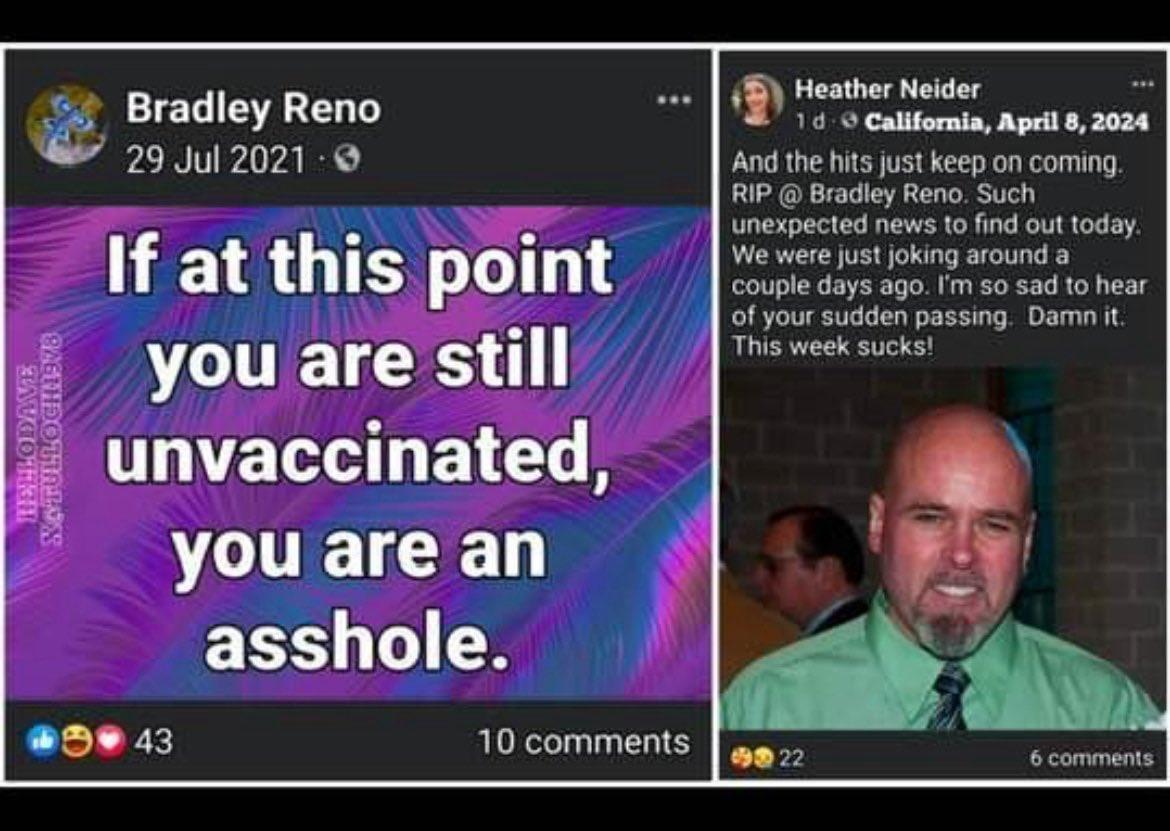 Bradley Reno
29 Jul 2021 ·
If at this point
you are still
unvaccinated,
you are an
asshole.
HELLODAVE
43
10 comments
Heather Neider
1 d · California, April 8, 2024
And the hits just keep on coming.
RIP @ Bradley Reno. Such
unexpected news to find out today.
We were just joking around a
couple days ago. I'm so sad to hear
of your sudden passing. Damn it.
This week sucks!
22
6 comments